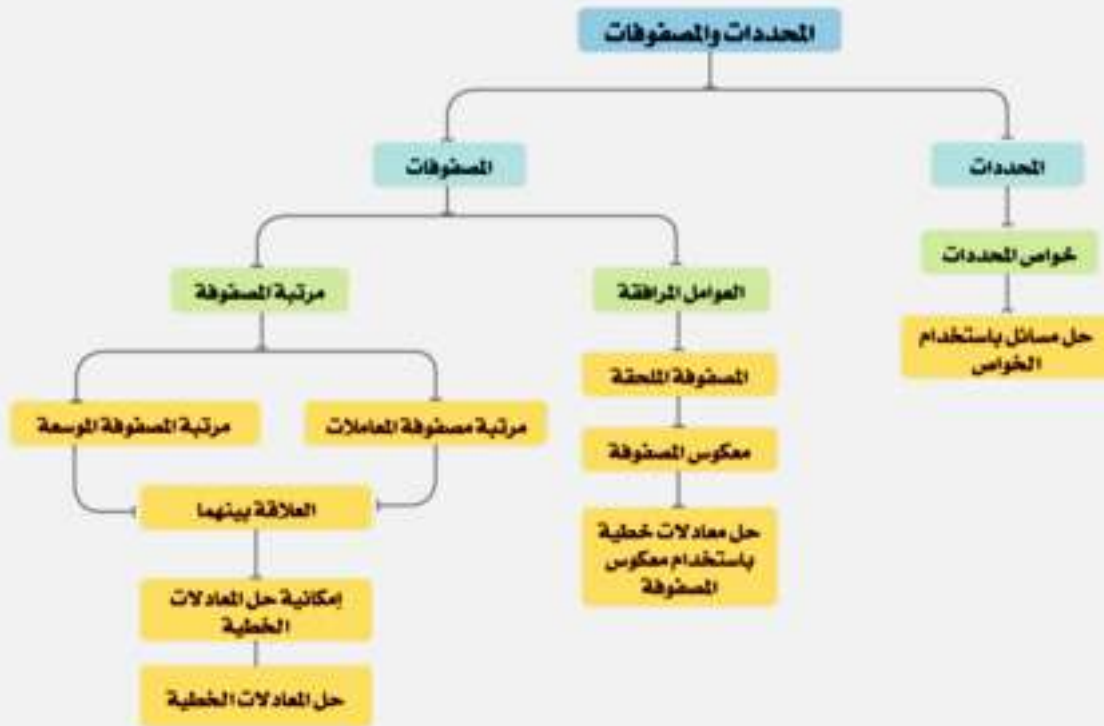 المحددات والمصفوفات
المحددات
المصفوفات
خواص المحددات
العوامل المرافقة
مرتبة المصفوفة
حل مسائل باستخدام
الخواص
المصفوفة الملحقة
معكوس المصفوفة
حل معادلات خطية
باستخدام معكوس
المصفوفة
مرتبة مصفوفة المعاملات
مرتبة المصفوفة الموسعة
العلاقة بينهما
إمكانية حل المعادلات
الخطية
حل المعادلات الخطية